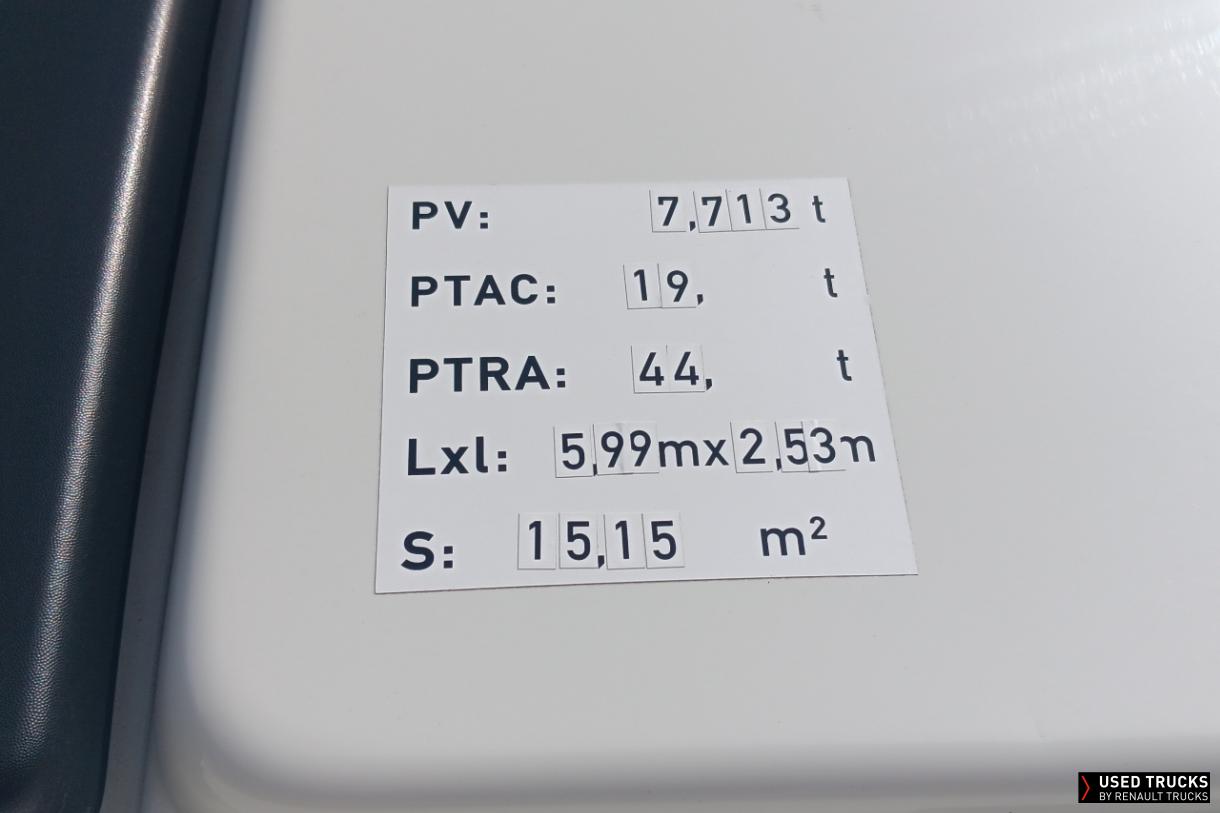 PV: 7,713 t
PTAC: 19, t
PTRA: 44, t
Lxl: 5,99mx2,53m
S: 15,15 m²
USED TRUCKS
BY RENAULT TRUCKS